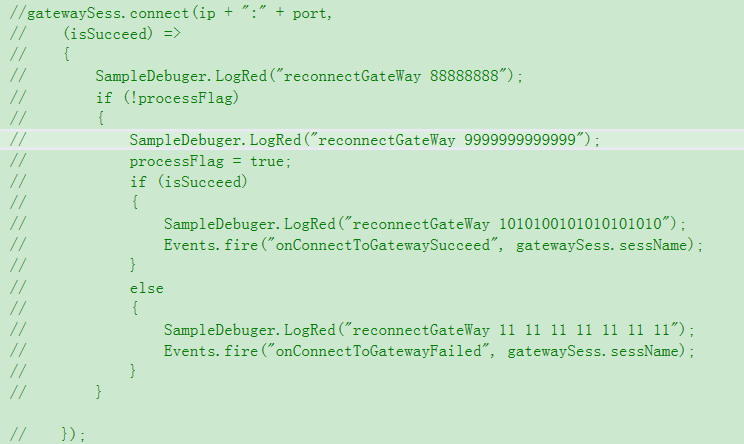 //gatewaySess.connect(ip + ":" + port,
//    (isSucceed) =>
//    {
//        SampleDebuger.LogRed("reconnectGateWay 88888888");
//        if (!processFlag)
//        {
//            SampleDebuger.LogRed("reconnectGateWay 9999999999999");
//            processFlag = true;
//            if (isSucceed)
//            {
//                SampleDebuger.LogRed("reconnectGateWay 1010100101010101010");
//                Events.fire("onConnectToGatewaySucceed", gatewaySess.sessName);
//            }
//            else
//            {
//                SampleDebuger.LogRed("reconnectGateWay 11 11 11 11 11 11 11");
//                Events.fire("onConnectToGatewayFailed", gatewaySess.sessName);
//            }
//        }

//    });